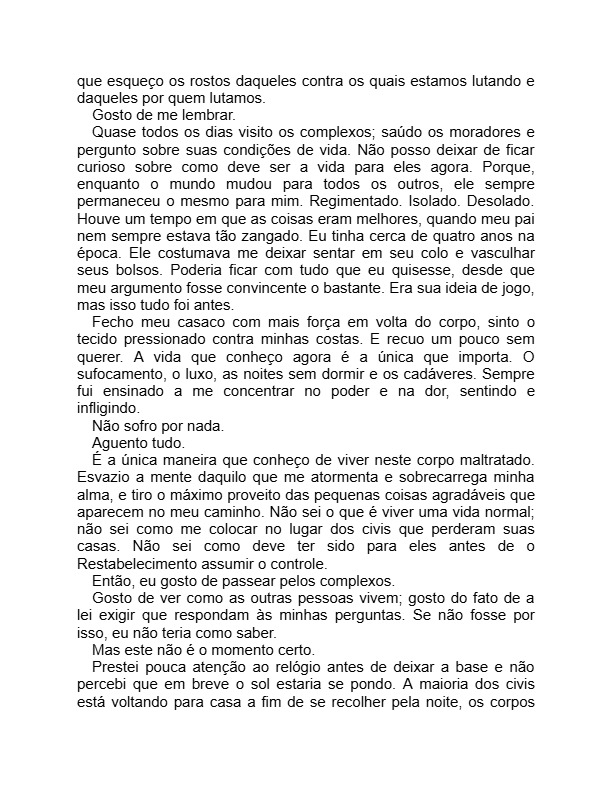 que esqueço os rostos daqueles contra os quais estamos lutando e
daqueles por quem lutamos.
Gosto de me lembrar.
Quase todos os dias visito os complexos; saúdo os moradores e
pergunto sobre suas condições de vida. Não posso deixar de ficar
curioso sobre como deve ser a vida para eles agora. Porque,
enquanto o mundo mudou para todos os outros, ele sempre
permaneceu o mesmo para mim. Regimentado. Isolado. Desolado.
Houve um tempo em que as coisas eram melhores, quando meu pai
nem sempre estava tão zangado. Eu tinha cerca de quatro anos na
época. Ele costumava me deixar sentar em seu colo e vasculhar
seus bolsos. Poderia ficar com tudo que eu quisesse, desde que
meu argumento fosse convincente o bastante. Era sua ideia de jogo,
mas isso tudo foi antes.
Fecho meu casaco com mais força em volta do corpo, sinto o
tecido pressionado contra minhas costas. E recuo um pouco sem
querer. A vida que conheço agora é a única que importa. O
sufocamento, o luxo, as noites sem dormir e os cadáveres. Sempre
fui ensinado a me concentrar no poder e na dor, sentindo e
infligindo.
Não sofro por nada.
Aguento tudo.
É a única maneira que conheço de viver neste corpo maltratado.
Esvazio a mente daquilo que me atormenta e sobrecarrega minha
alma, e tiro o máximo proveito das pequenas coisas agradáveis que
aparecem no meu caminho. Não sei o que é viver uma vida normal;
não sei como me colocar no lugar dos civis que perderam suas
casas. Não sei como deve ter sido para eles antes de o
Restabelecimento assumir o controle.
Então, eu gosto de passear pelos complexos.
Gosto de ver como as outras pessoas vivem; gosto do fato de a
lei exigir que respondam às minhas perguntas. Se não fosse por
isso, eu não teria como saber.
Mas este não é o momento certo.
Prestei pouca atenção ao relógio antes de deixar a base e não
percebi que em breve o sol estaria se pondo. A maioria dos civis
está voltando para casa a fim de se recolher pela noite, os corpos